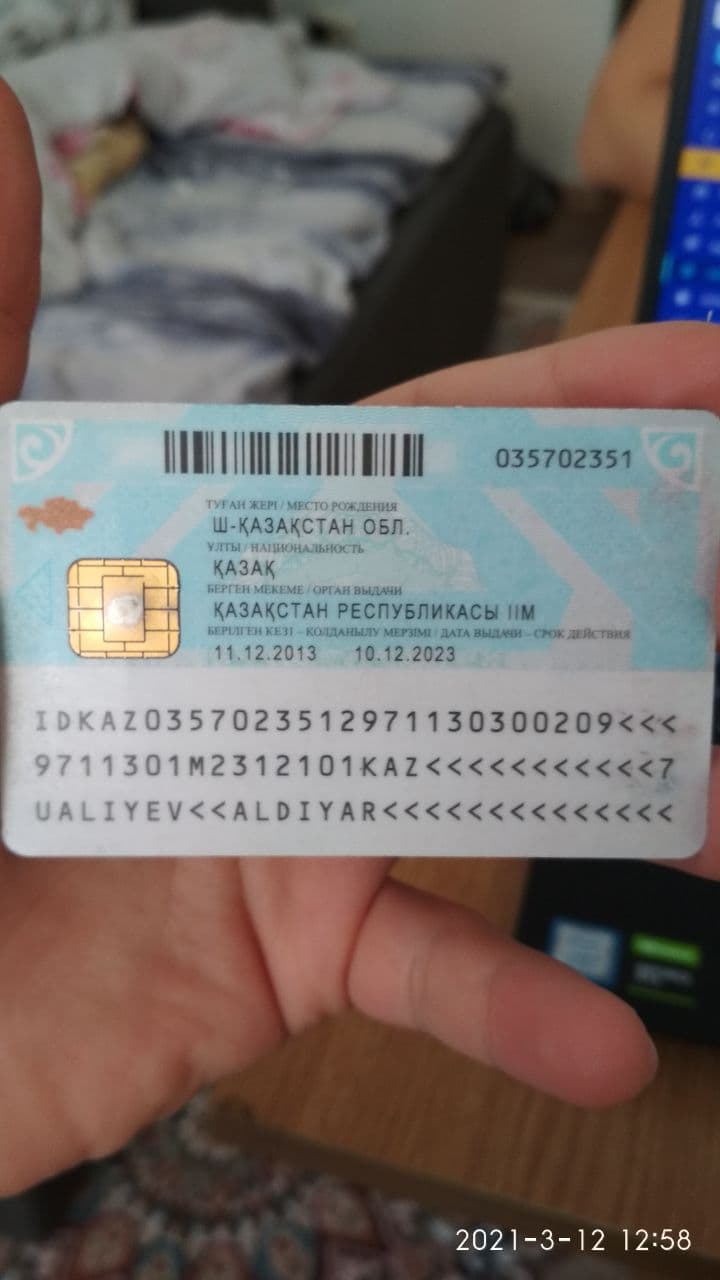 035702351
ТУҒАН ЖЕРІ / МЕСТО РОЖДЕНИЯ
Ш-ҚАЗАҚСТАН ОБЛ.
ҰЛТЫ / НАЦИОНАЛЬНОСТЬ
ҚАЗАҚ
БЕРГЕН МЕКЕМЕ / ОРГАН ВЫДАЧИ
ҚАЗАҚСТАН РЕСПУБЛИКАСЫ ІІМ
БЕРІЛГЕН КЕЗІ – ҚОЛДАНЫЛУ МЕРЗІМІ / ДАТА ВЫДАЧИ – СРОК ДЕЙСТВИЯ
11.12.2013 10.12.2023
IDKAZ0357023512971130300209<<<
9711301M2312101KAZ<<<<<<<<<<<7
UALIYEV<<ALDIYAR<<<<<<<<<<<<<<
2021-3-12 12:58